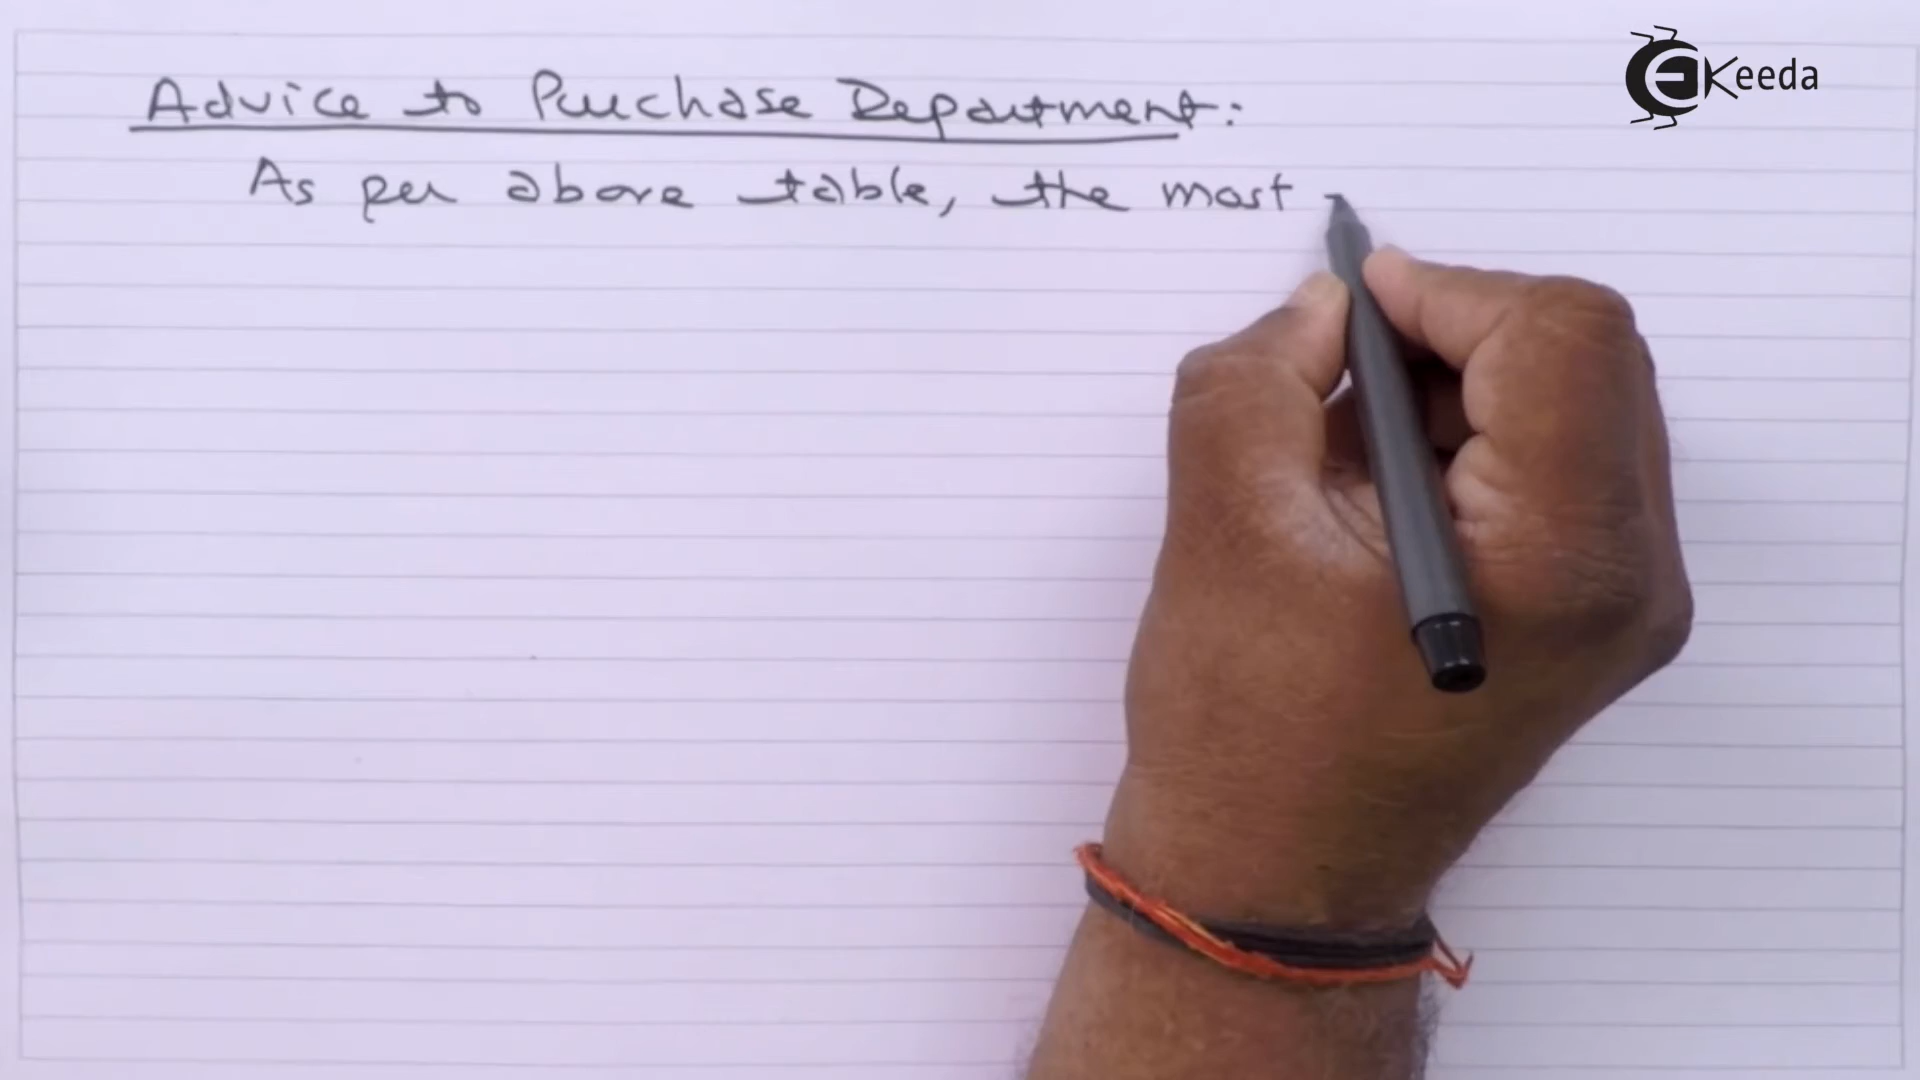 EKeeda
Advice to Purchase Department:
As per above table, the most